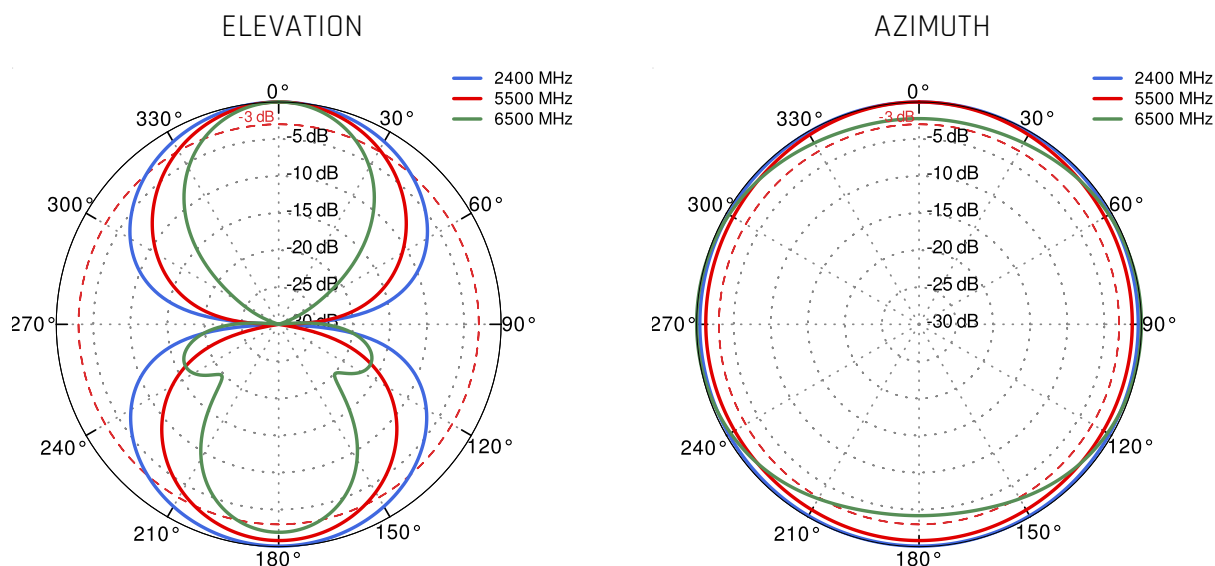 ELEVATION
2400 MHz
5500 MHz
6500 MHz
0°
-3 dB
330°
30°
-5 dB
-10 dB
300°
60°
-15 dB
-20 dB
-25 dB
-30 dB
270°
90°
240°
120°
210°
150°
180°
AZIMUTH
2400 MHz
5500 MHz
6500 MHz
0°
-3 dB
330°
30°
-5 dB
-10 dB
300°
60°
-15 dB
-20 dB
-25 dB
-30 dB
270°
90°
240°
120°
210°
150°
180°